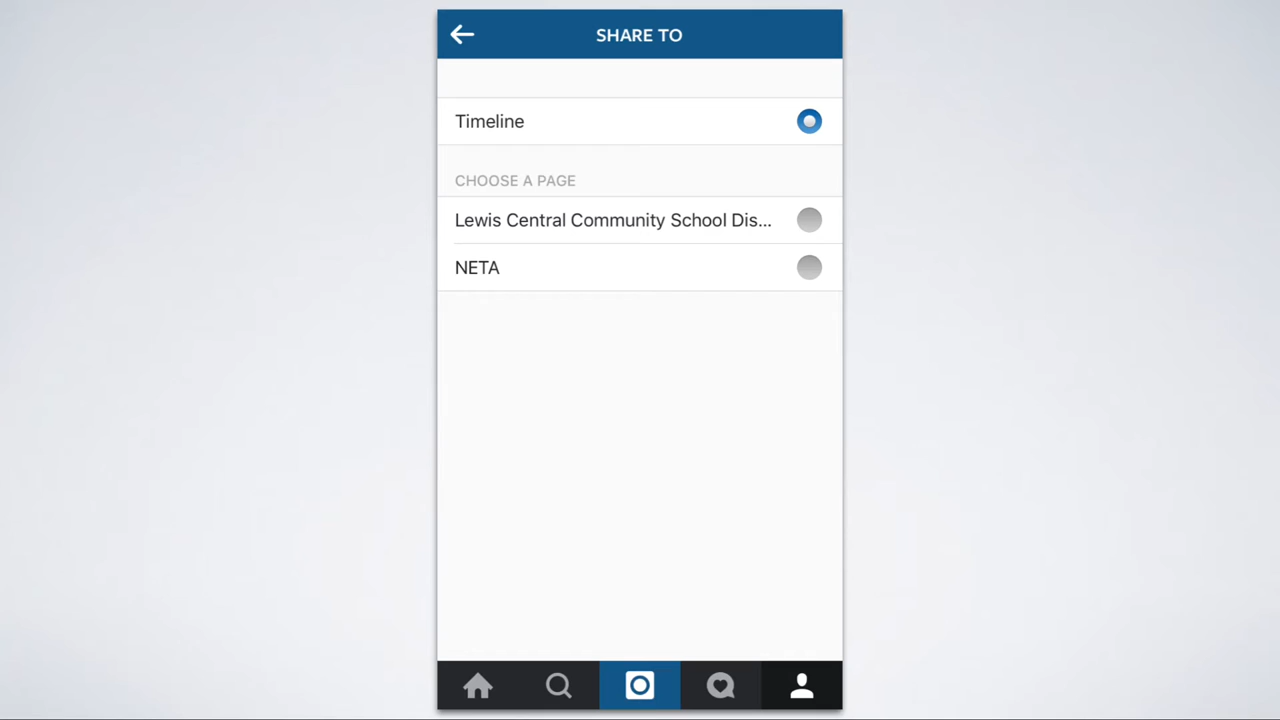 SHARE TO
Timeline
CHOOSE A PAGE
Lewis Central Community School Dis...
NETA